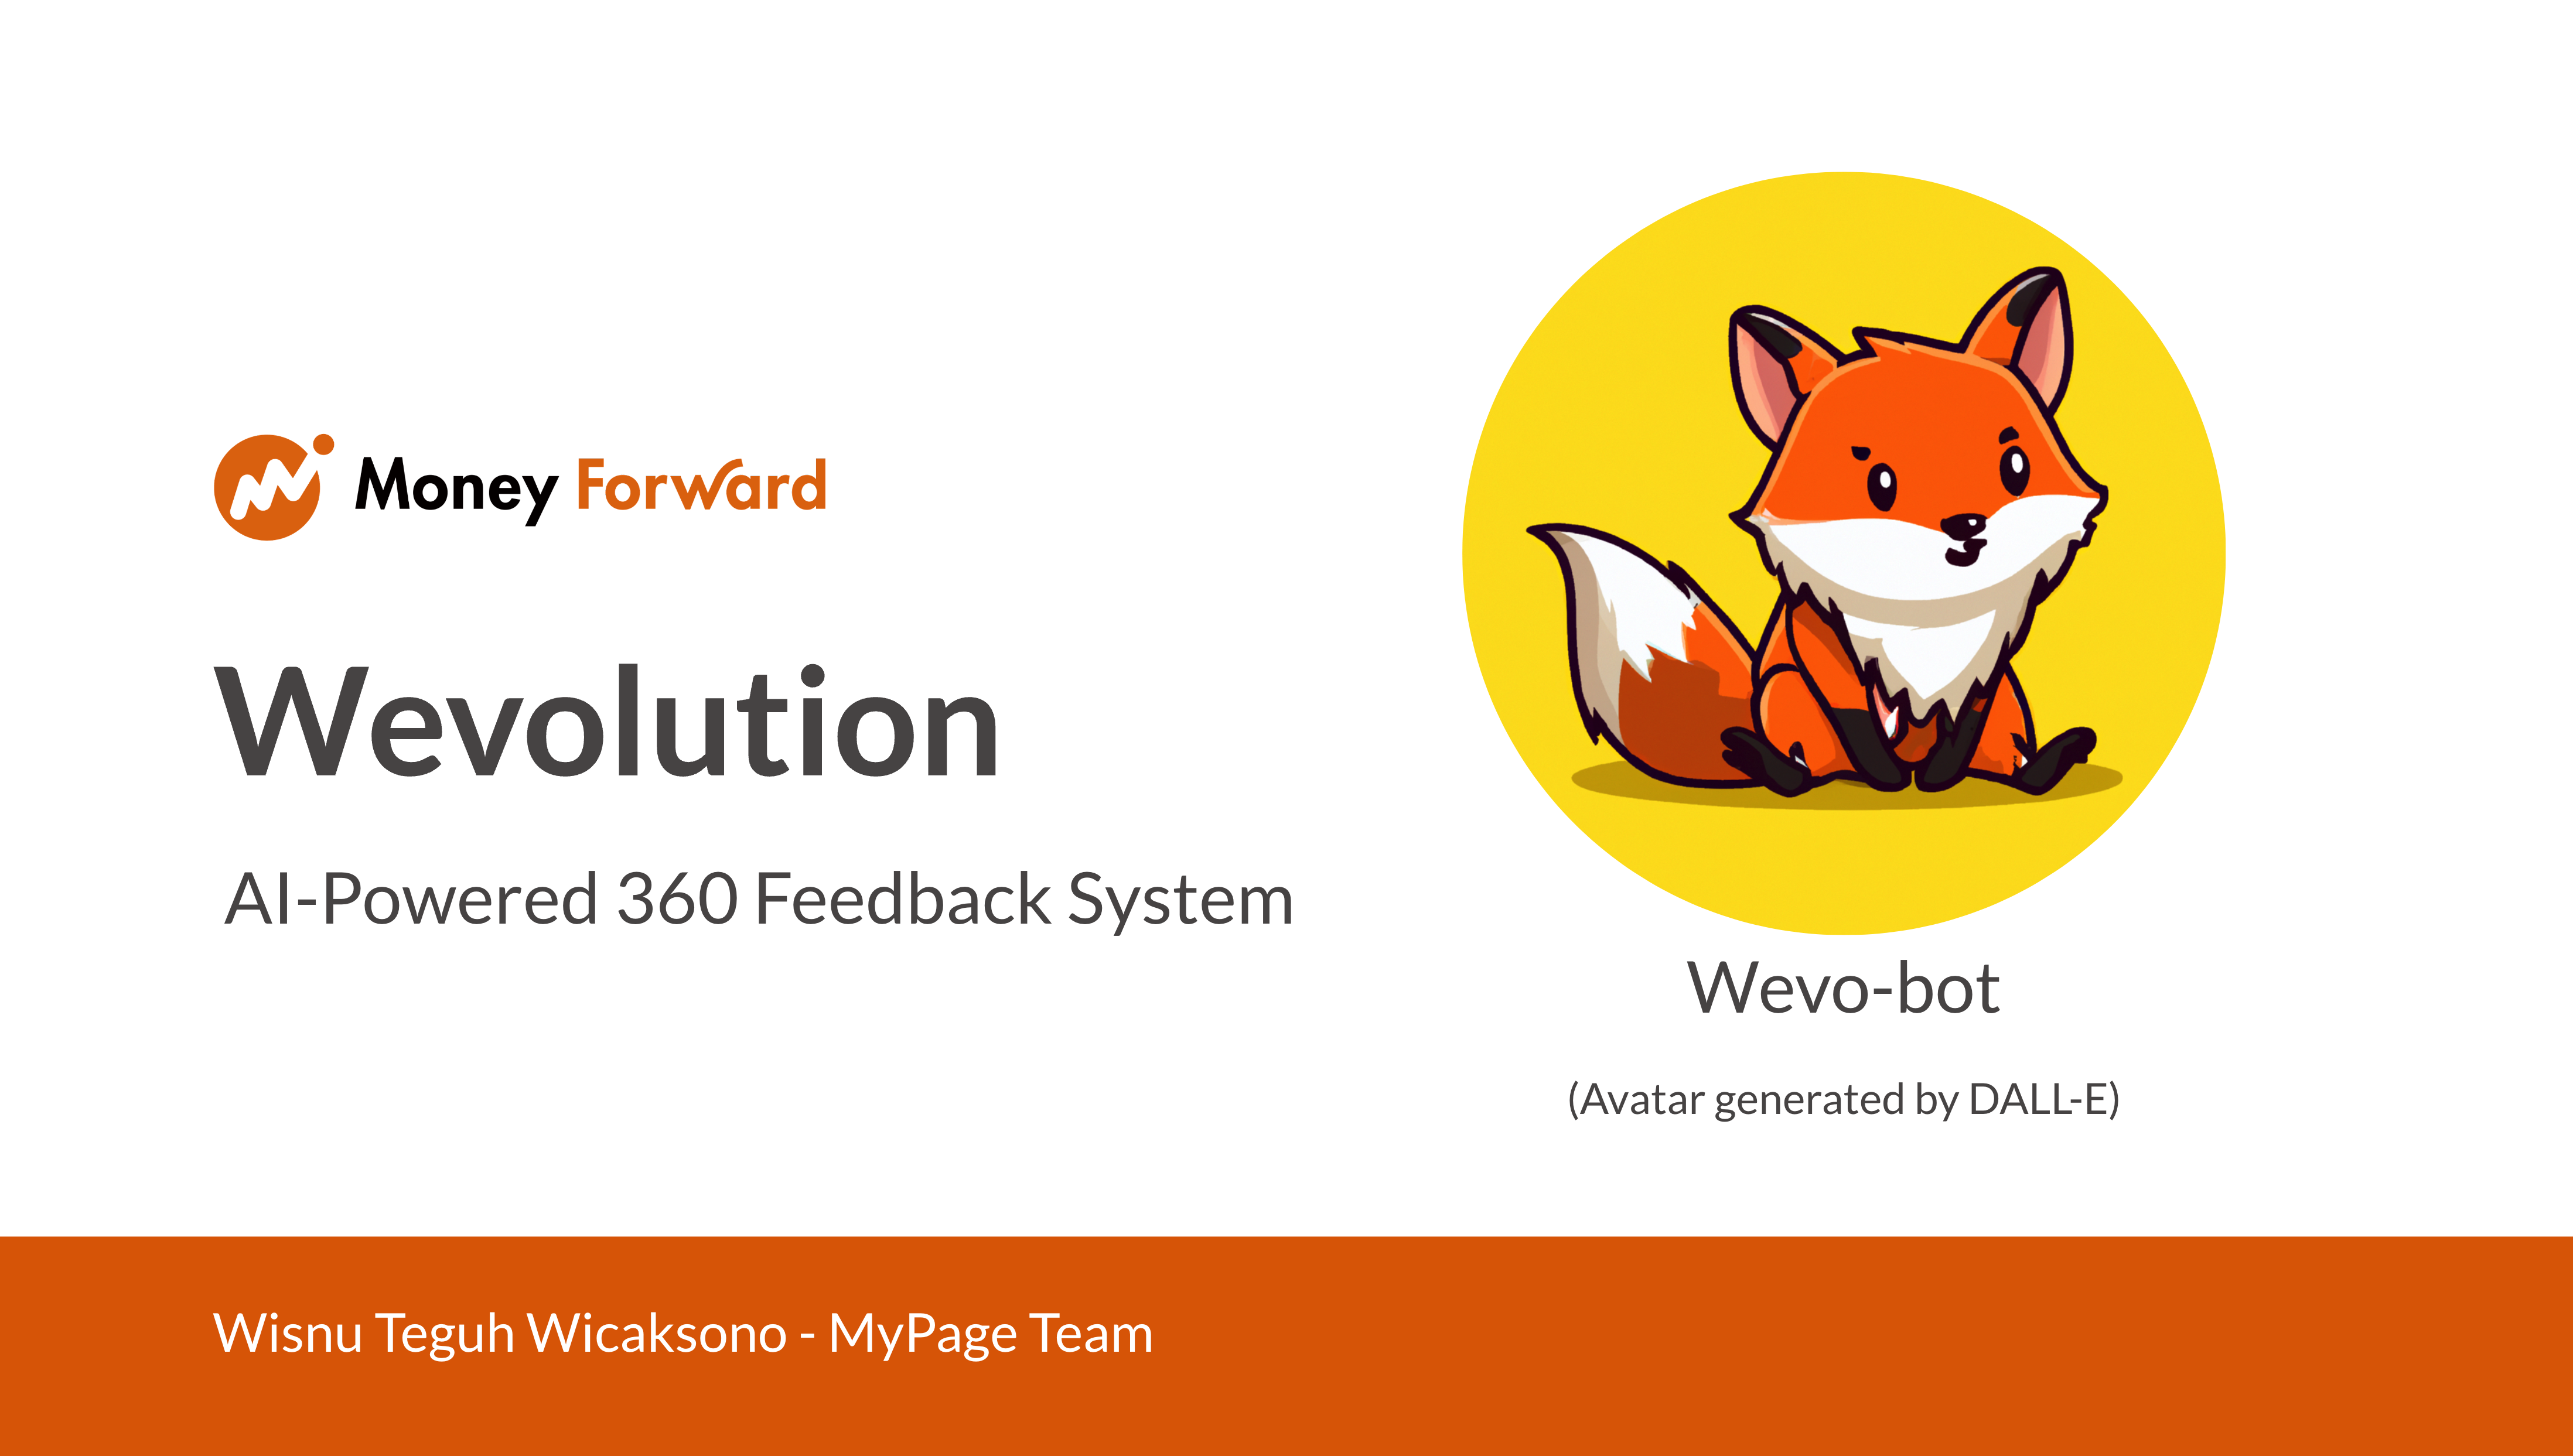 Money Forward
Wevolution
AI-Powered 360 Feedback System
Wevo-bot
(Avatar generated by DALL-E)
Wisnu Teguh Wicaksono - MyPage Team